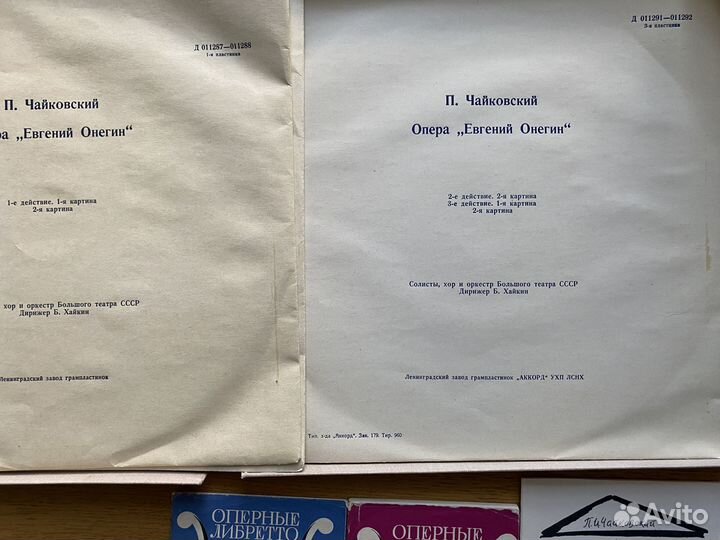 Д 011287—011288
1-я пластинка
П. Чайковский
„Евгений Онегин“
1-е действие. 1-я картина
2-я картина
хор и оркестр Большого театра СССР
Дирижер Б. Хайкин
Ленинградский завод грампластинок
Д 011291—011292
3-я пластинка
П. Чайковский
Опера „Евгений Онегин“
2-е действие. 2-я картина
3-е действие. 1-я картина
2-я картина
Солисты, хор и оркестр Большого театра СССР
Дирижер Б. Хайкин
Ленинградский завод грампластинок „АККОРД“ УХП ЛСНХ
Тип. з-да „Аккорд“. Зак. 179. Тир. 960
ОПЕРНЫЕ
ЛИБРЕТТО
ОПЕРНЫЕ
П.И.Чайковский
Avito